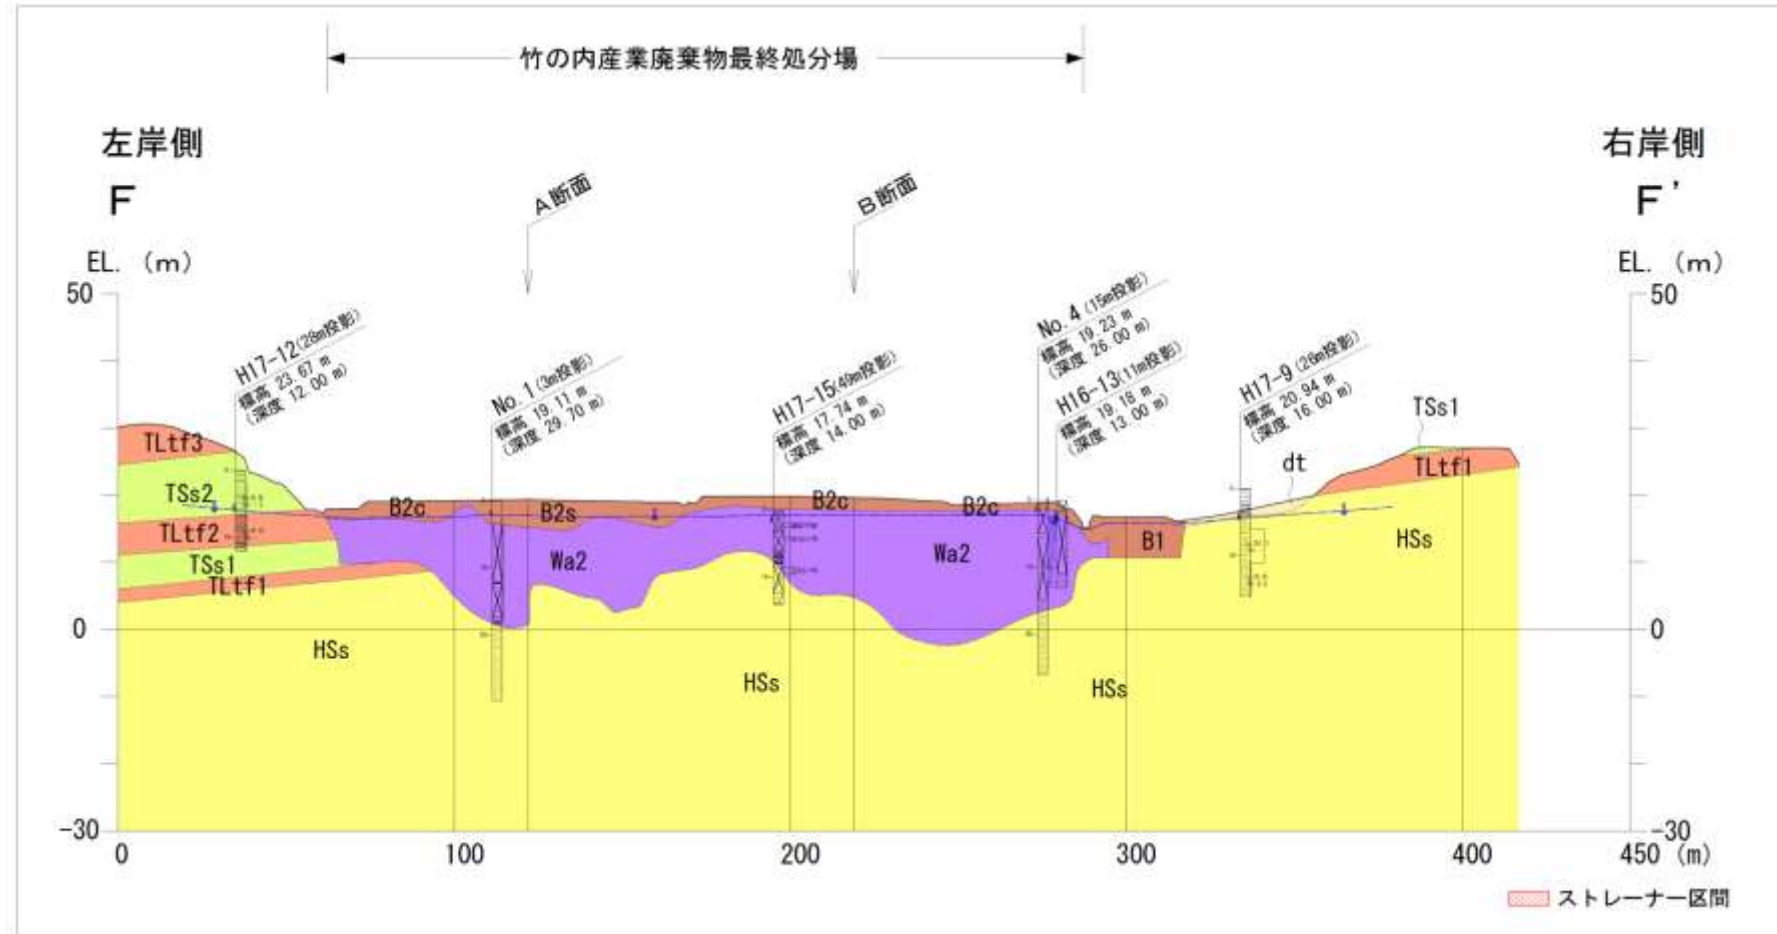 竹の内産業廃棄物最終処分場
左岸側
右岸側
F
F'
A断面
B断面
EL. (m)
EL. (m)
50
50
H17-12(28m投影)
標高 23.67 m
(深度 12.00 m)
No.1(3m投影)
標高 19.11 m
(深度 29.70 m)
H17-15(49m投影)
標高 17.74 m
(深度 14.00 m)
No.4(15m投影)
標高 19.23 m
(深度 26.00 m)
H16-13(11m投影)
標高 19.18 m
(深度 13.00 m)
H17-9(26m投影)
標高 20.94 m
(深度 16.00 m)
TSs1
TLtf3
dt
TLtf1
TSs2
B2c
B2s
B2c
B2c
TLtf2
Wa2
Wa2
B1
HSs
TSs1
TLtf1
0
0
HSs
HSs
HSs
-30
-30
0
100
200
300
400
450 (m)
ストレーナー区間